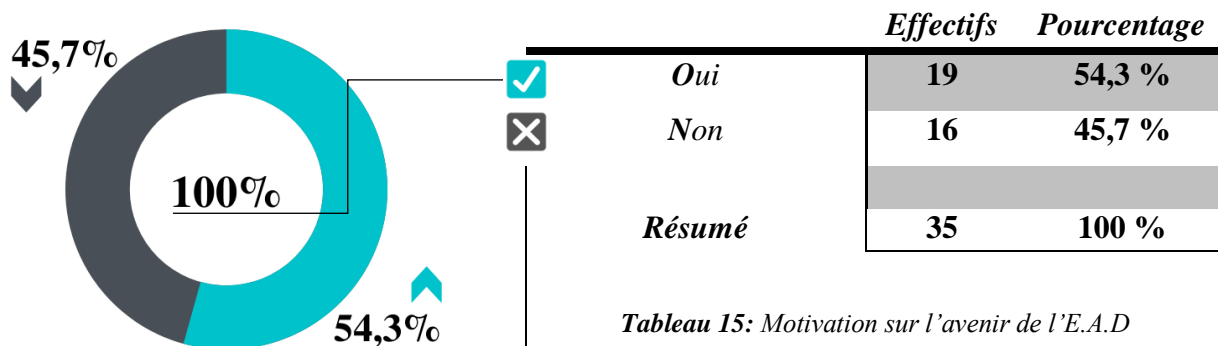 45,7%
100%
54,3%
Effectifs Pourcentage
Oui 19 54,3 %
Non 16 45,7 %
Résumé 35 100 %
Tableau 15: Motivation sur l’avenir de l’E.A.D